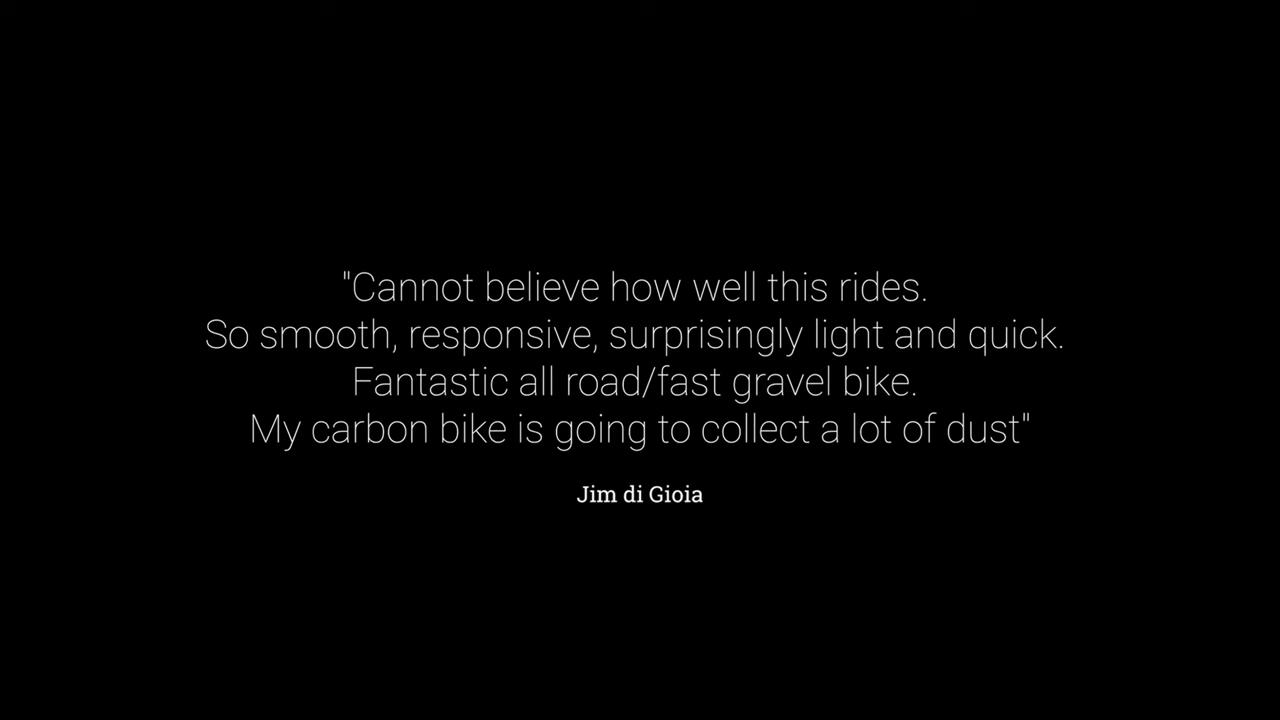 "Cannot believe how well this rides.
So smooth, responsive, surprisingly light and quick.
Fantastic all road/fast gravel bike.
My carbon bike is going to collect a lot of dust"
Jim di Gioia